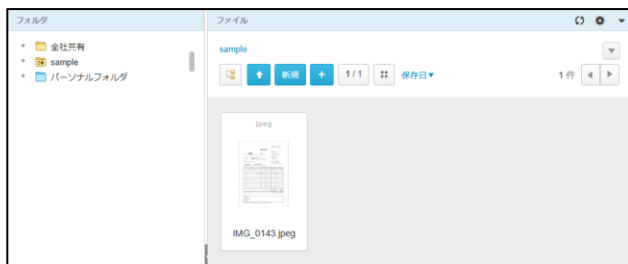 フォルダ
全社共有
sample
パーソナルフォルダ
ファイル
sample
新規
1 / 1
保存日▼
1 件
jpeg
IMG_0143.jpeg